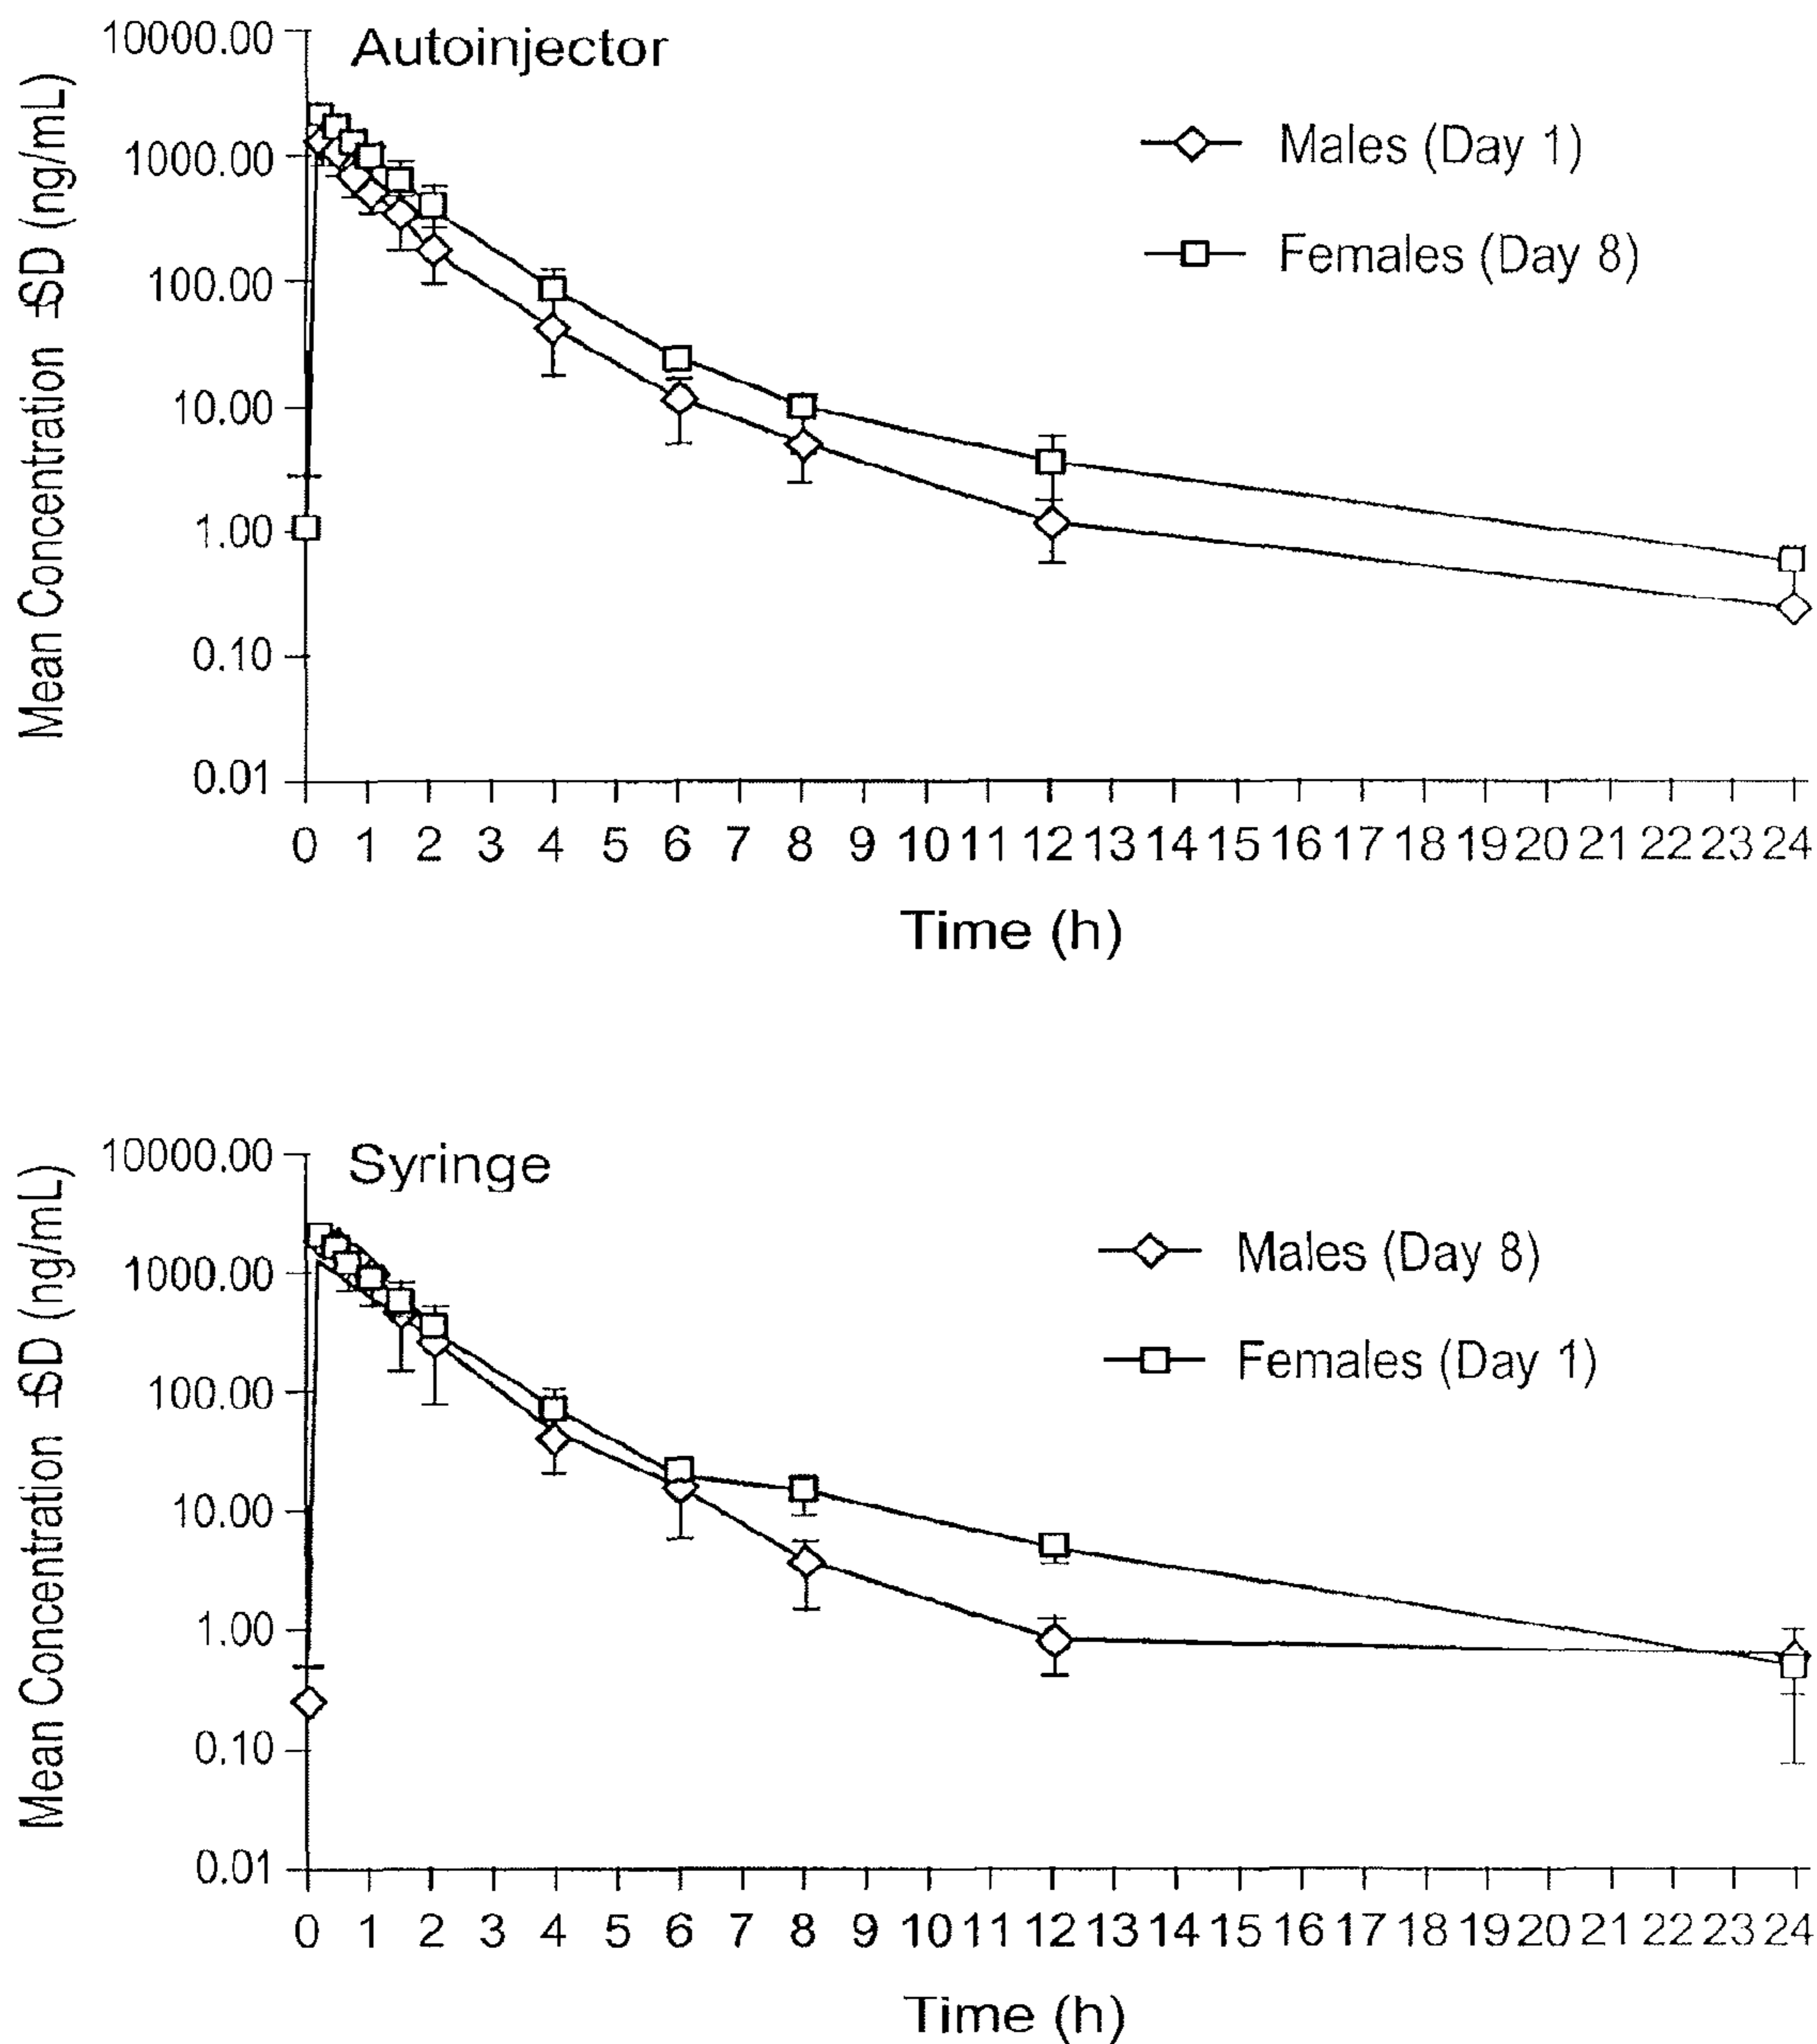 Autoinjector
Mean Concentration ±SD (ng/mL)
10000.00
1000.00
100.00
10.00
1.00
0.10
0.01
Males (Day 1)
Females (Day 8)
0 1 2 3 4 5 6 7 8 9 10 11 12 13 14 15 16 17 18 19 20 21 22 23 24
Time (h)
Syringe
Mean Concentration ±SD (ng/mL)
10000.00
1000.00
100.00
10.00
1.00
0.10
0.01
Males (Day 8)
Females (Day 1)
0 1 2 3 4 5 6 7 8 9 10 11 12 13 14 15 16 17 18 19 20 21 22 23 24
Time (h)